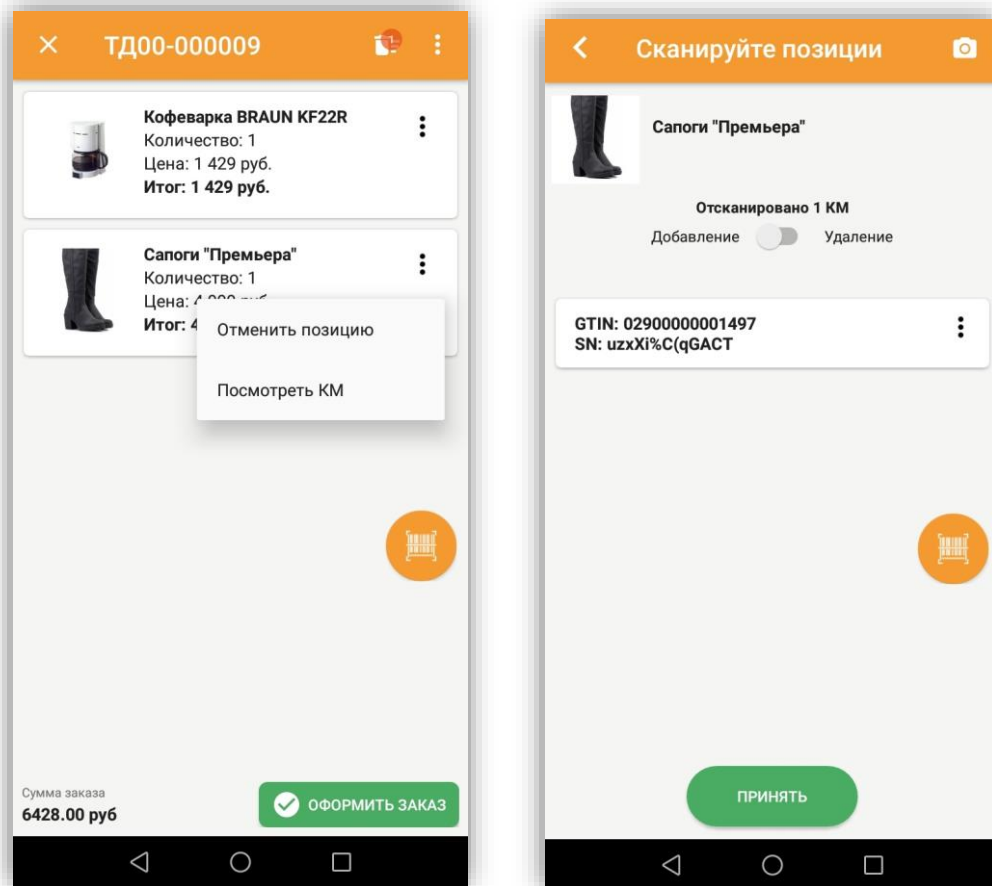 ТД00-000009
Кофеварка BRAUN KF22R
Количество: 1
Цена: 1 429 руб.
Итог: 1 429 руб.
Сапоги "Премьера"
Количество: 1
Цена:
Итог: 4
Отменить позицию
Посмотреть КМ
Сумма заказа
6428.00 руб
ОФОРМИТЬ ЗАКАЗ
Сканируйте позиции
Сапоги "Премьера"
Отсканировано 1 КМ
Добавление Удаление
GTIN: 02900000001497
SN: uzxXi%C(qGACT
ПРИНЯТЬ